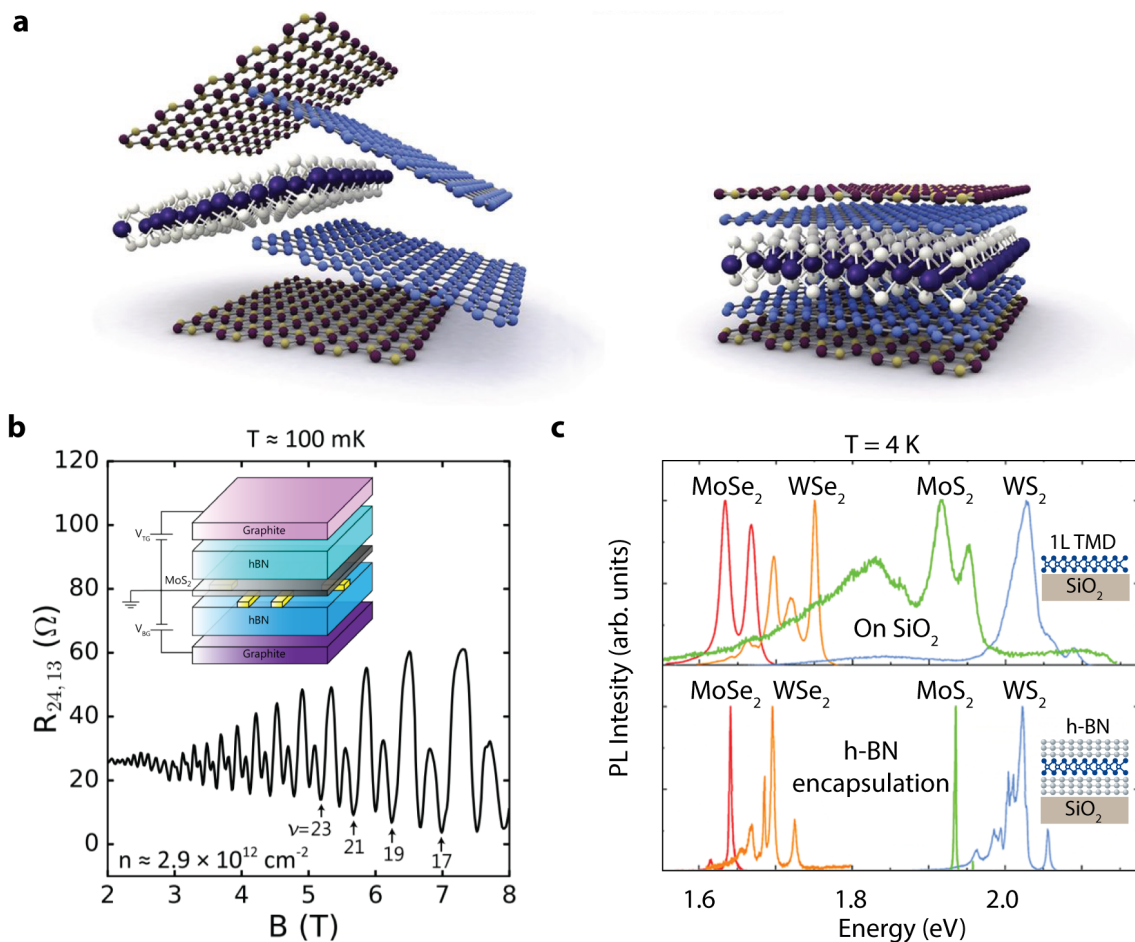 a
b
T ≈ 100 mK
120
100
80
60
40
20
0
R24, 13 (Ω)
VTG
VBG
Graphite
hBN
MoS2
hBN
Graphite
ν=23
21
19
17
n ≈ 2.9 × 10^12 cm^-2
2
3
4
5
6
7
8
B (T)
c
T = 4 K
PL Intesity (arb. units)
MoSe2
WSe2
MoS2
WS2
1L TMD
SiO2
On SiO2
MoSe2
WSe2
MoS2
WS2
h-BN
h-BN
encapsulation
SiO2
1.6
1.8
2.0
Energy (eV)